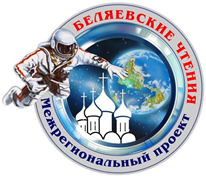 БЕЛЯЕВСКИЕ ЧТЕНИЯ
Межрегиональный проект